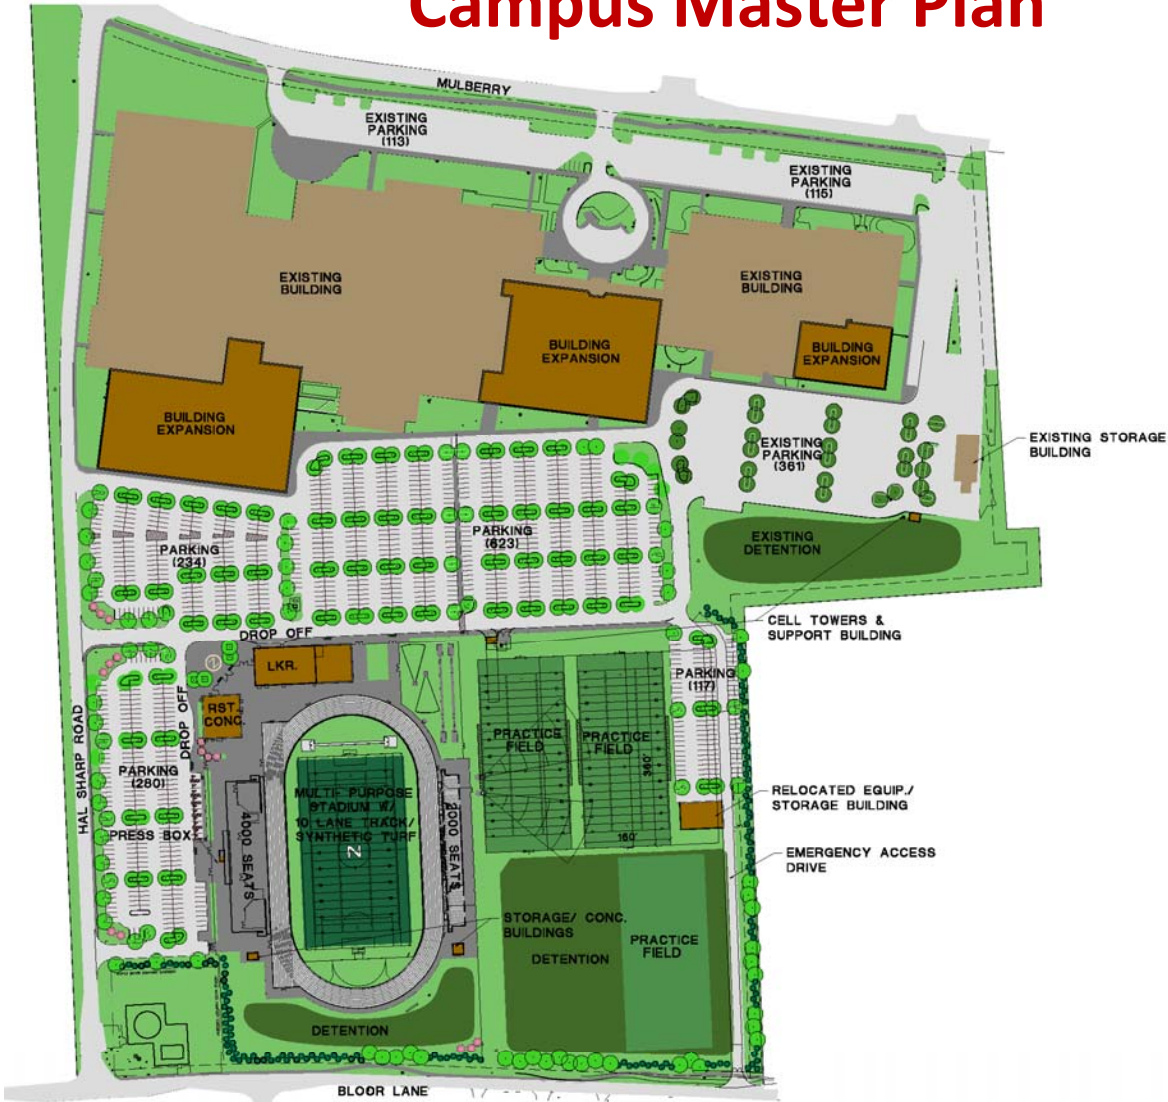 Campus Master Plan
MULBERRY
EXISTING
PARKING
(113)
EXISTING
PARKING
(115)
EXISTING
BUILDING
EXISTING
BUILDING
BUILDING
EXPANSION
BUILDING
EXPANSION
BUILDING
EXPANSION
EXISTING
PARKING
(361)
EXISTING STORAGE
BUILDING
PARKING
(234)
PARKING
(623)
EXISTING
DETENTION
CELL TOWERS &
SUPPORT BUILDING
DROP OFF
LKR.
RST.
CONC.
DROP OFF
HAL SHARP ROAD
PARKING
(280)
PRESS BOX
4000 SEATS
MULTI- PURPOSE
STADIUM W/
10 LANE TRACK/
SYNTHETIC TURF
Z
2000 SEATS
PRACTICE
FIELD
PRACTICE
FIELD
360'
160'
PARKING
(117)
RELOCATED EQUIP./
STORAGE BUILDING
EMERGENCY ACCESS
DRIVE
STORAGE/ CONC.
BUILDINGS
DETENTION
PRACTICE
FIELD
DETENTION
BLOOR LANE